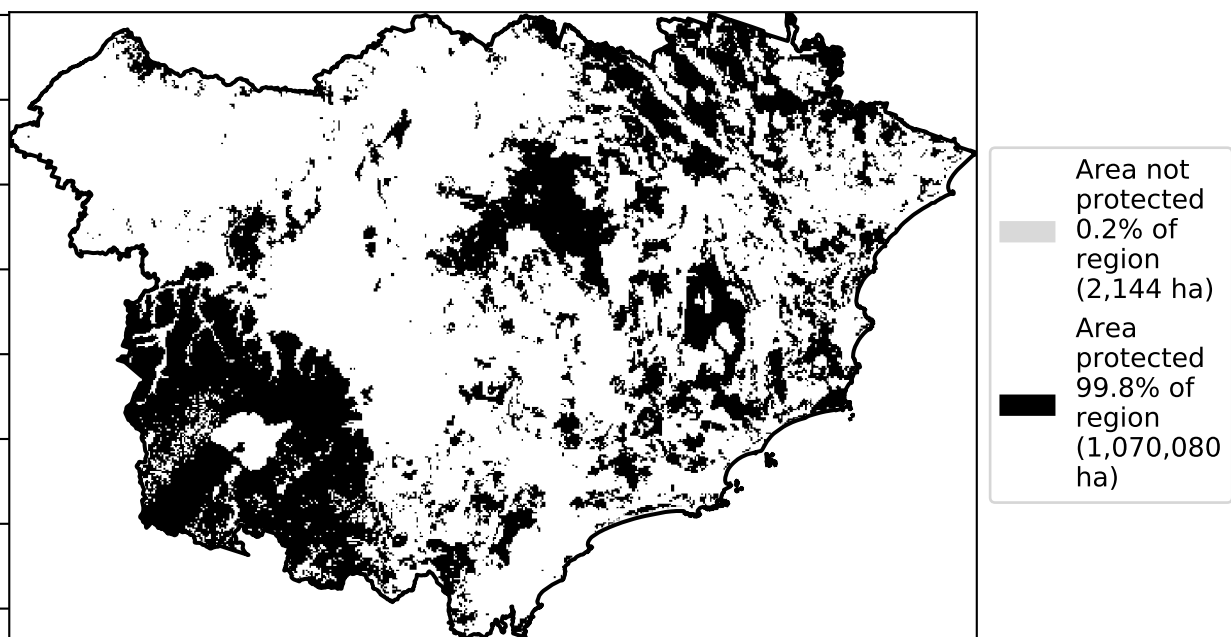 Area not
protected
0.2% of
region
(2,144 ha)
Area
protected
99.8% of
region
(1,070,080
ha)